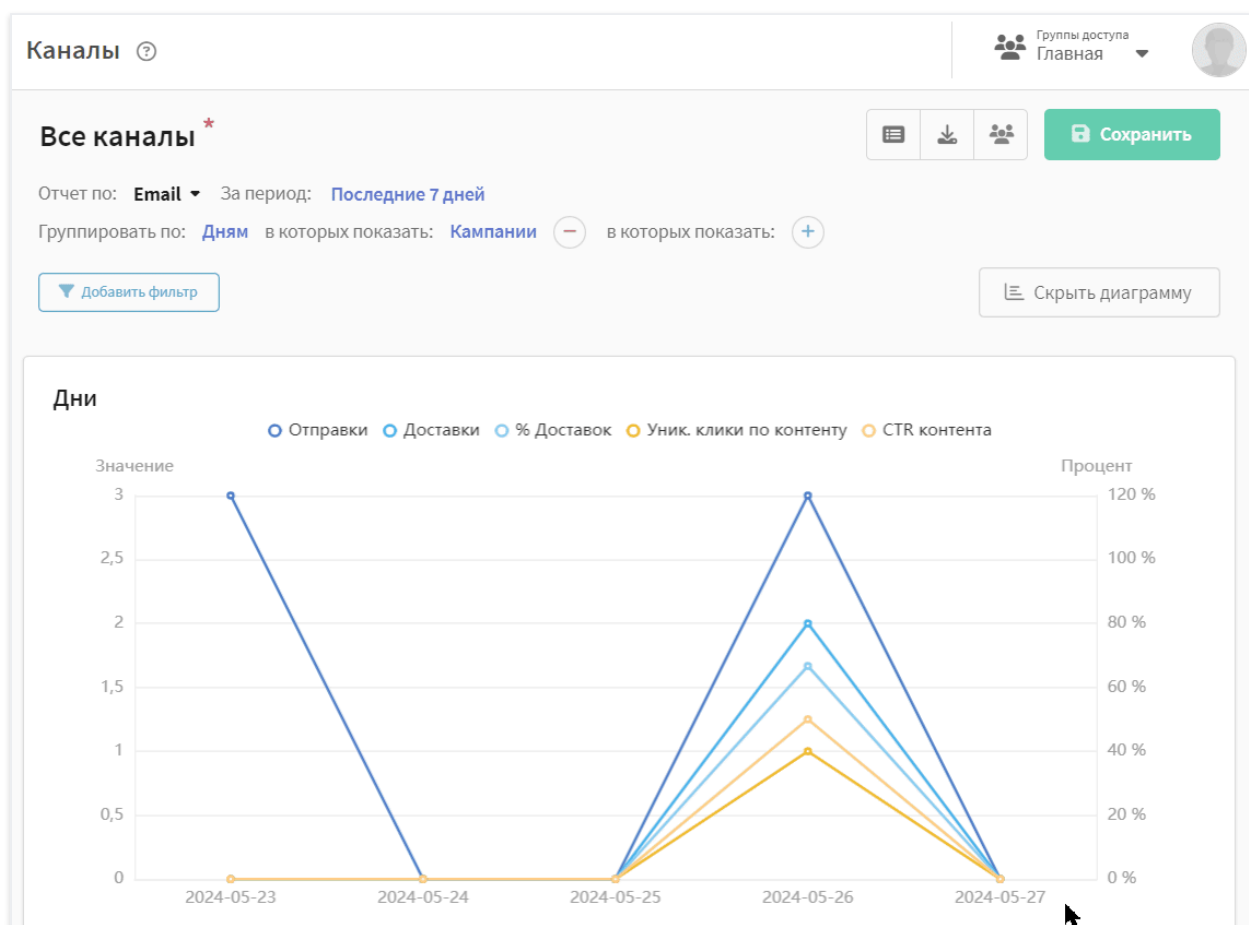 Каналы ?
Группы доступа
Главная
Все каналы *
Сохранить
Отчет по: Email За период: Последние 7 дней
Группировать по: Дням в которых показать: Кампании − в которых показать: +
Добавить фильтр
Скрыть диаграмму
Дни
Отправки Доставки % Доставок Уник. клики по контенту CTR контента
Значение Процент
3 120 %
2,5 100 %
2 80 %
1,5 60 %
1 40 %
0,5 20 %
0 0 %
2024-05-23 2024-05-24 2024-05-25 2024-05-26 2024-05-27